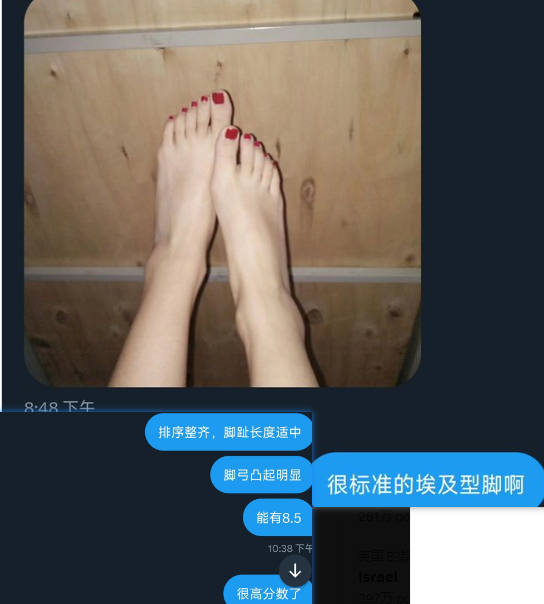 8:48 下午
排序整齐，脚趾长度适中
脚弓凸起明显
很标准的埃及型脚啊
能有8.5
10:38 下午
很高分数了
Israel